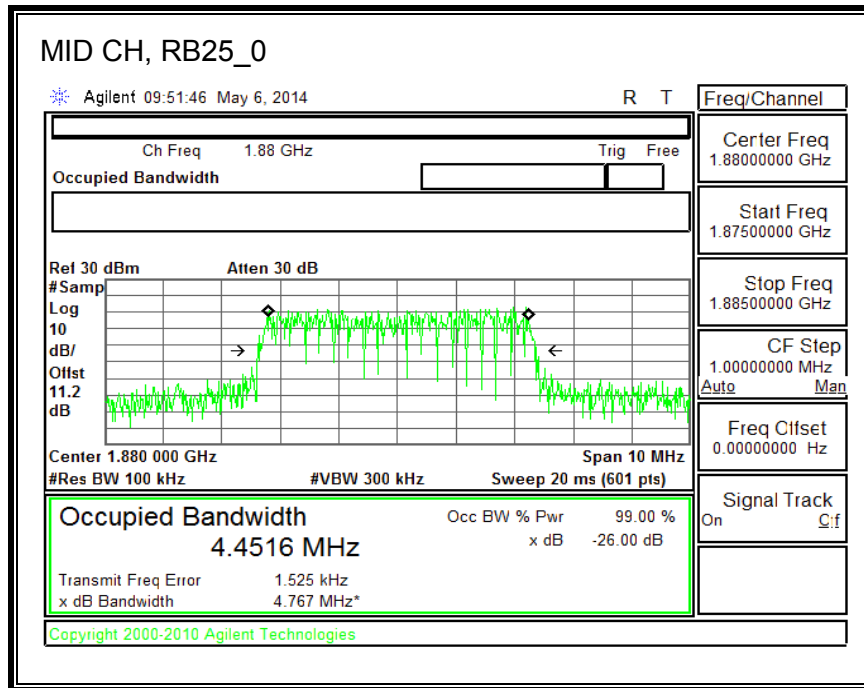 MID CH, RB25_0
Agilent 09:51:46 May 6, 2014 R T
Freq/Channel
Ch Freq 1.88 GHz Trig Free
Occupied Bandwidth
Center Freq
1.88000000 GHz
Start Freq
1.87500000 GHz
Stop Freq
1.88500000 GHz
CF Step
1.00000000 MHz
Auto Man
Freq Offset
0.00000000 Hz
Signal Track
On Off
Ref 30 dBm Atten 30 dB
#Samp
Log
10
dB/
Offst
11.2
dB
Center 1.880 000 GHz Span 10 MHz
#Res BW 100 kHz #VBW 300 kHz Sweep 20 ms (601 pts)
Occupied Bandwidth
4.4516 MHz
Occ BW % Pwr 99.00 %
x dB -26.00 dB
Transmit Freq Error 1.525 kHz
x dB Bandwidth 4.767 MHz*
Copyright 2000-2010 Agilent Technologies